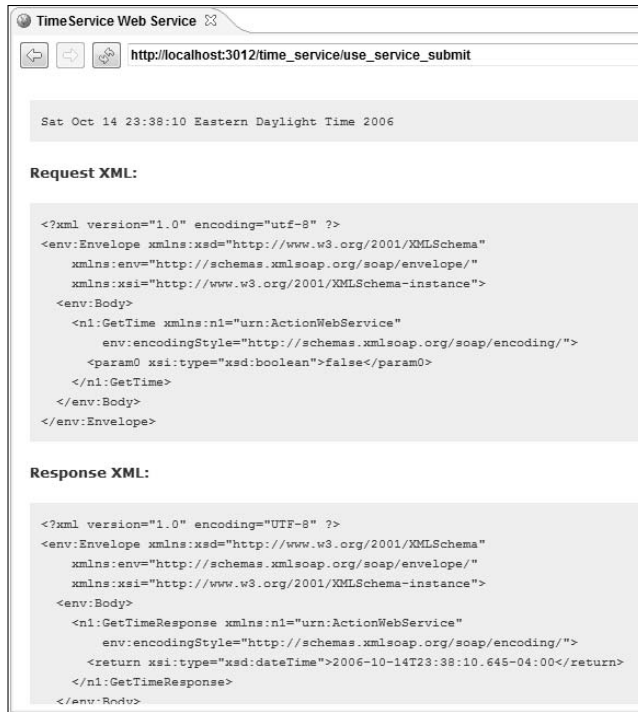 TimeService Web Service
http://localhost:3012/time_service/use_service_submit
Sat Oct 14 23:38:10 Eastern Daylight Time 2006
Request XML:
<?xml version="1.0" encoding="utf-8" ?>
<env:Envelope xmlns:xsd="http://www.w3.org/2001/XMLSchema"
xmlns:env="http://schemas.xmlsoap.org/soap/envelope/"
xmlns:xsi="http://www.w3.org/2001/XMLSchema-instance">
<env:Body>
<n1:GetTime xmlns:n1="urn:ActionWebService"
env:encodingStyle="http://schemas.xmlsoap.org/soap/encoding/">
<param0 xsi:type="xsd:boolean">false</param0>
</n1:GetTime>
</env:Body>
</env:Envelope>
Response XML:
<?xml version="1.0" encoding="UTF-8" ?>
<env:Envelope xmlns:xsd="http://www.w3.org/2001/XMLSchema"
xmlns:env="http://schemas.xmlsoap.org/soap/envelope/"
xmlns:xsi="http://www.w3.org/2001/XMLSchema-instance">
<env:Body>
<n1:GetTimeResponse xmlns:n1="urn:ActionWebService"
env:encodingStyle="http://schemas.xmlsoap.org/soap/encoding/">
<return xsi:type="xsd:dateTime">2006-10-14T23:38:10.645-04:00</return>
</n1:GetTimeResponse>
</env:Body>